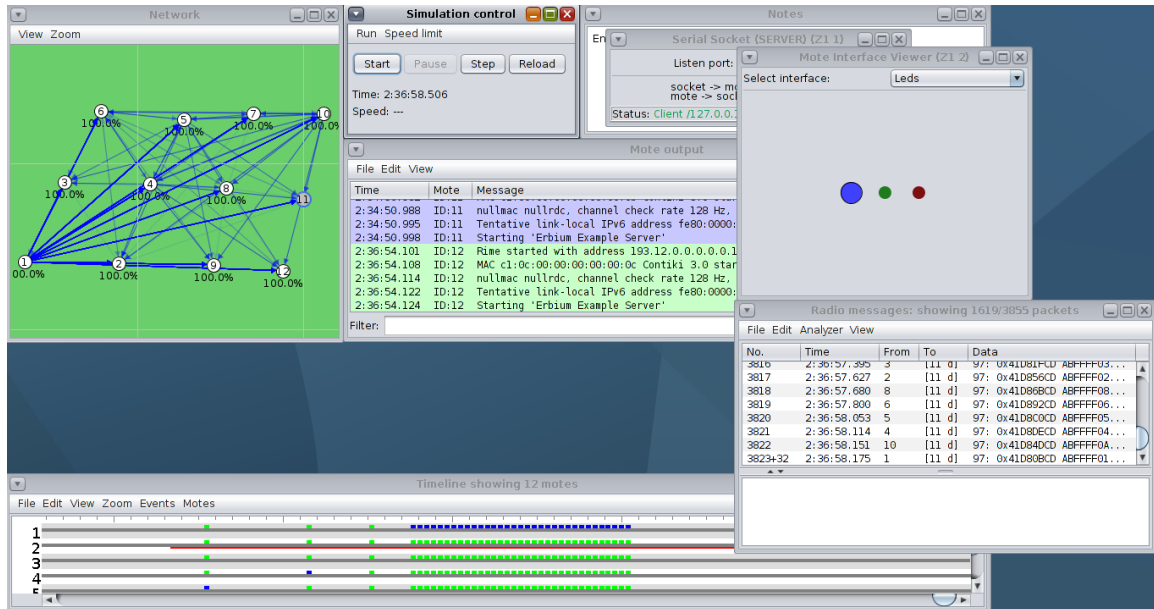 Network
View Zoom
6
100.0%
5
100.0%
7
100.0%
10
100.0%
3
100.0%
4
100.0%
8
100.0%
11
1
00.0%
2
100.0%
9
100.0%
12
100.0%
Simulation control
Run Speed limit
Start Pause Step Reload
Time: 2:36:58.506
Speed: ---
Notes
En
Serial Socket (SERVER) (Z1 1)
Listen port:
socket -> m
mote -> sock
Status: Client /127.0.0.
Mote Interface Viewer (Z1 2)
Select interface: Leds
Mote output
File Edit View
Time Mote Message
2:34:50.988 ID:11 nullmac nullrdc, channel check rate 128 Hz,
2:34:50.995 ID:11 Tentative link-local IPv6 address fe80:0000:
2:34:50.998 ID:11 Starting 'Erbium Example Server'
2:36:54.101 ID:12 Rime started with address 193.12.0.0.0.0.0.1
2:36:54.108 ID:12 MAC c1:0c:00:00:00:00:00:0c Contiki 3.0 star
2:36:54.114 ID:12 nullmac nullrdc, channel check rate 128 Hz,
2:36:54.122 ID:12 Tentative link-local IPv6 address fe80:0000:
2:36:54.124 ID:12 Starting 'Erbium Example Server'
Filter:
Radio messages: showing 1619/3855 packets
File Edit Analyzer View
No. Time From To Data
3816 2:36:57.395 3 [11 d] 97: 0x41D81FCD ABFFFF03...
3817 2:36:57.627 2 [11 d] 97: 0x41D856CD ABFFFF02...
3818 2:36:57.680 8 [11 d] 97: 0x41D86BCD ABFFFF08...
3819 2:36:57.800 6 [11 d] 97: 0x41D892CD ABFFFF06...
3820 2:36:58.053 5 [11 d] 97: 0x41D8C0CD ABFFFF05...
3821 2:36:58.114 4 [11 d] 97: 0x41D8DECD ABFFFF04...
3822 2:36:58.151 10 [11 d] 97: 0x41D84DCD ABFFFF0A...
3823+32 2:36:58.175 1 [11 d] 97: 0x41D80BCD ABFFFF01...
Timeline showing 12 motes
File Edit View Zoom Events Motes
1
2
3
4
5